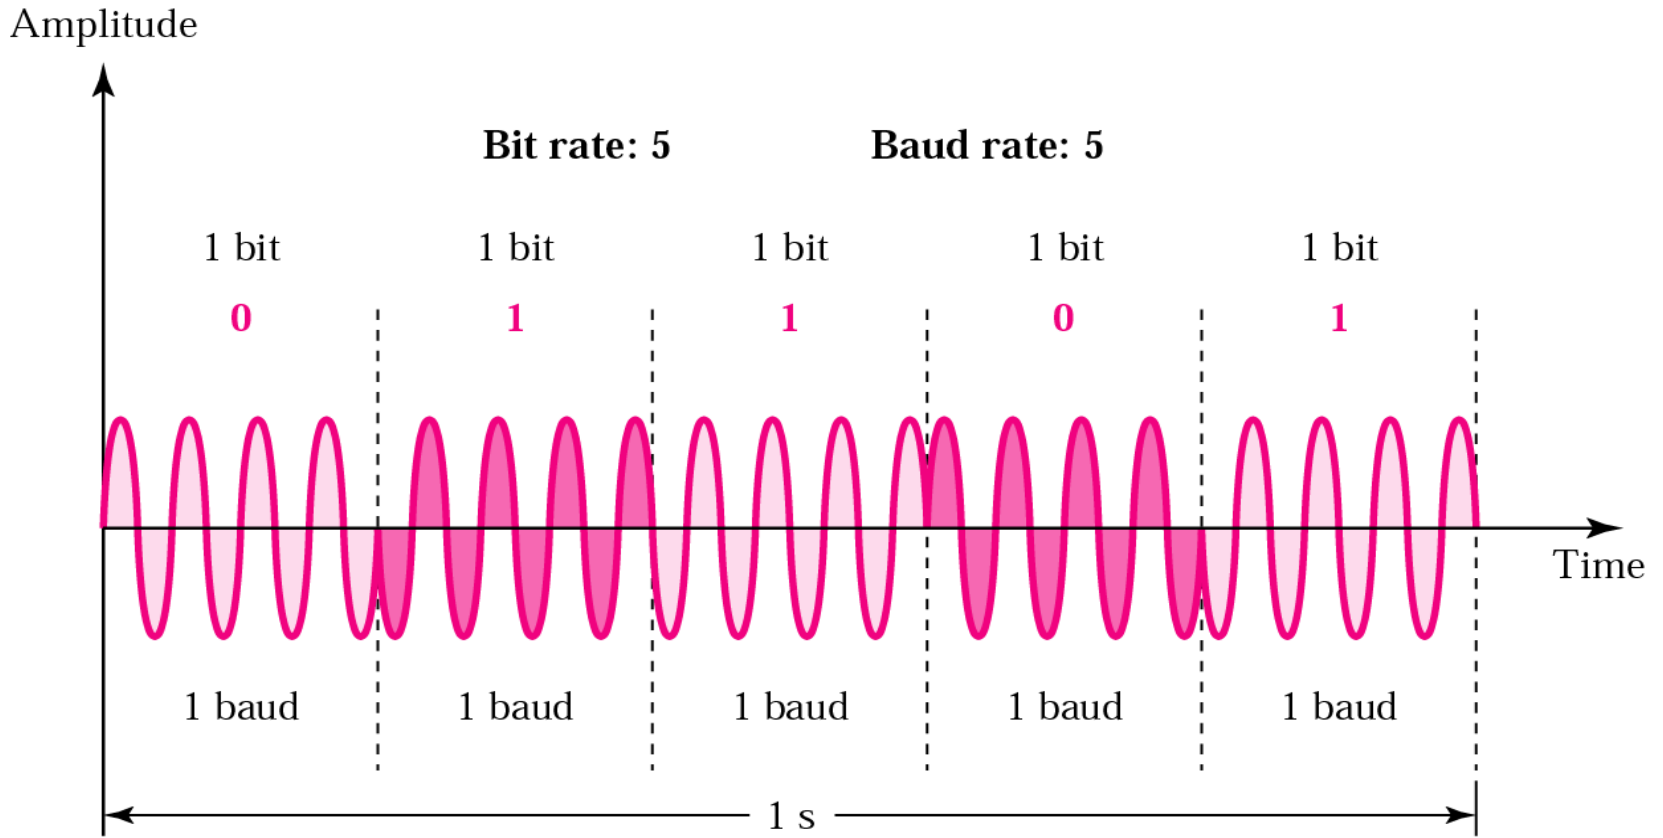 Amplitude
Bit rate: 5 Baud rate: 5
1 bit 1 bit 1 bit 1 bit 1 bit
0 1 1 0 1
Time
1 baud 1 baud 1 baud 1 baud 1 baud
1 s